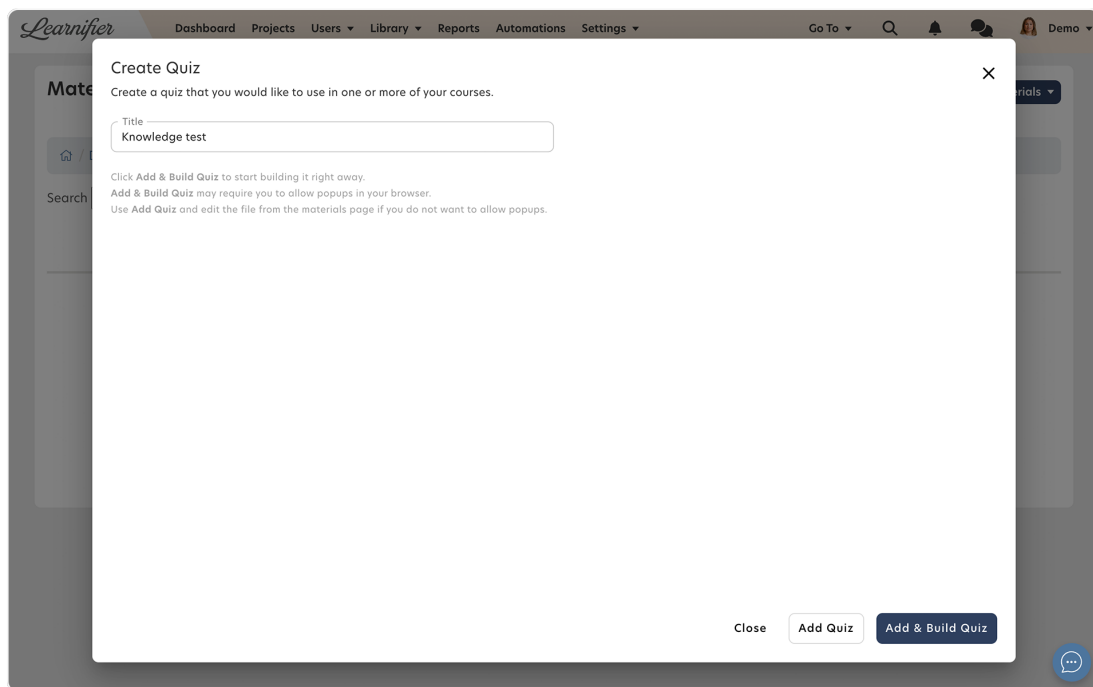 Learnifier
Dashboard Projects Users Library Reports Automations Settings Go To Demo
Create Quiz
Create a quiz that you would like to use in one or more of your courses.
Mate
rials
Title
Knowledge test
Click Add & Build Quiz to start building it right away.
Add & Build Quiz may require you to allow popups in your browser.
Search
Use Add Quiz and edit the file from the materials page if you do not want to allow popups.
Close Add Quiz Add & Build Quiz